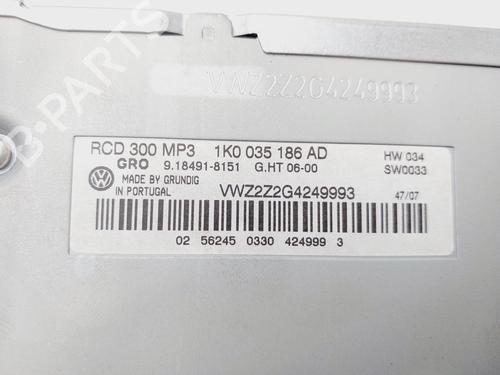 VWZ2Z2G4249993
RCD 300 MP3 1K0 035 186 AD
HW 034
GRO 9.18491-8151 G.HT 06-00
SW0033
MADE BY GRUNDIG
IN PORTUGAL
VWZ2Z2G4249993
47/07
02 56245 0330 424999 3
B-PARTS